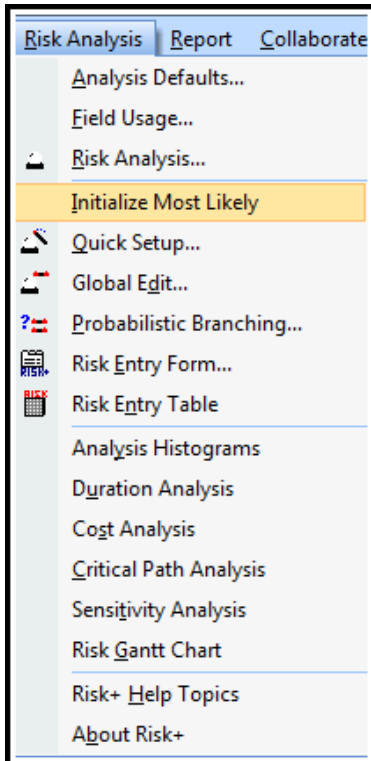 Risk Analysis Report Collaborate
Analysis Defaults...
Field Usage...
Risk Analysis...
Initialize Most Likely
Quick Setup...
Global Edit...
? Probabilistic Branching...
RISK+ Risk Entry Form...
RISK Risk Entry Table
Analysis Histograms
Duration Analysis
Cost Analysis
Critical Path Analysis
Sensitivity Analysis
Risk Gantt Chart
Risk+ Help Topics
About Risk+